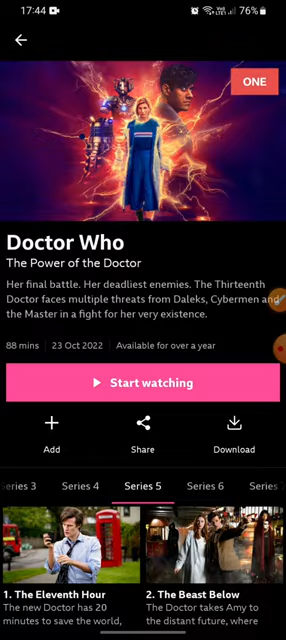 17:44
76%
ONE
Doctor Who
The Power of the Doctor
Her final battle. Her deadliest enemies. The Thirteenth
Doctor faces multiple threats from Daleks, Cybermen and
the Master in a fight for her very existence.
88 mins 23 Oct 2022 Available for over a year
Start watching
Add Share Download
eries 3 Series 4 Series 5 Series 6 Series
1. The Eleventh Hour
The new Doctor has 20
minutes to save the world,
2. The Beast Below
The Doctor takes Amy to
the distant future, where